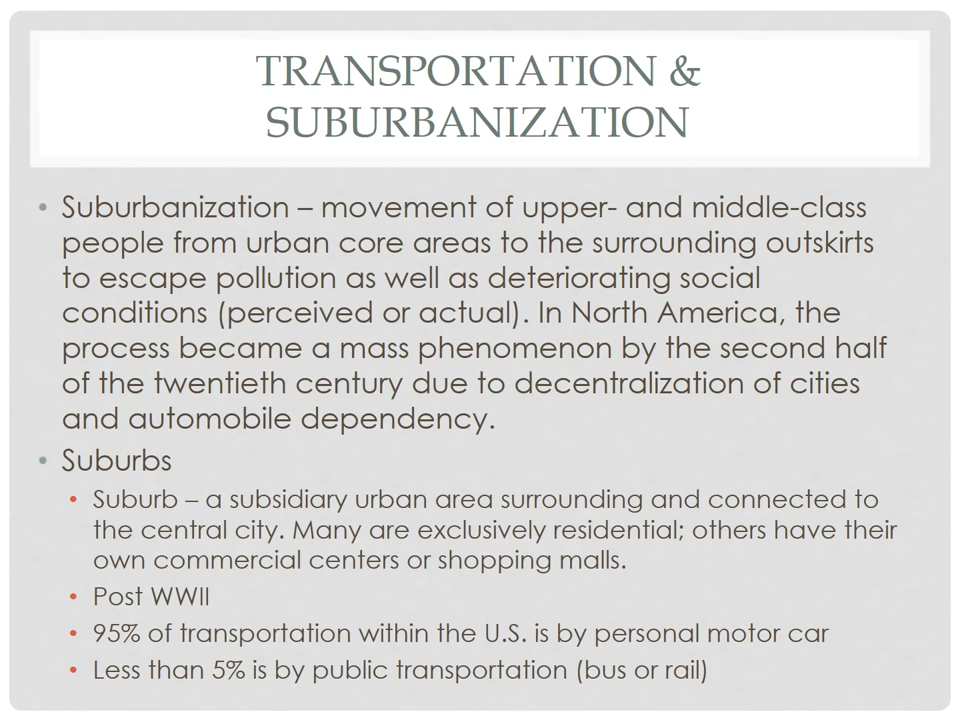 TRANSPORTATION &
SUBURBANIZATION
• Suburbanization – movement of upper- and middle-class
people from urban core areas to the surrounding outskirts
to escape pollution as well as deteriorating social
conditions (perceived or actual). In North America, the
process became a mass phenomenon by the second half
of the twentieth century due to decentralization of cities
and automobile dependency.
• Suburbs
• Suburb – a subsidiary urban area surrounding and connected to
the central city. Many are exclusively residential; others have their
own commercial centers or shopping malls.
• Post WWII
• 95% of transportation within the U.S. is by personal motor car
• Less than 5% is by public transportation (bus or rail)